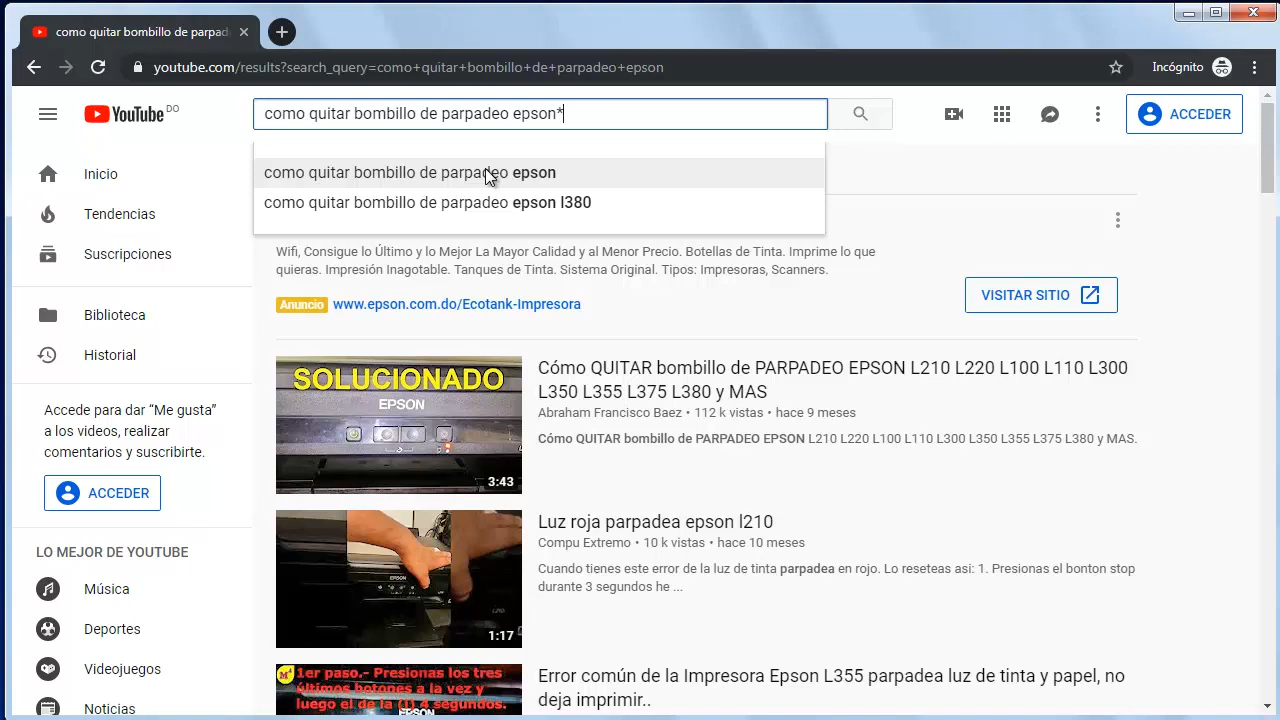 como quitar bombillo de parpad
youtube.com/results?search_query=como+quitar+bombillo+de+parpadeo+epson
Incógnito
YouTube DO
como quitar bombillo de parpadeo epson*
ACCEDER
como quitar bombillo de parpadeo epson
como quitar bombillo de parpadeo epson l380
Inicio
Tendencias
Suscripciones
Biblioteca
Historial
Accede para dar “Me gusta”
a los videos, realizar
comentarios y suscribirte.
ACCEDER
LO MEJOR DE YOUTUBE
Música
Deportes
Videojuegos
Noticias
Wifi, Consigue lo Último y lo Mejor La Mayor Calidad y al Menor Precio. Botellas de Tinta. Imprime lo que
quieras. Impresión Inagotable. Tanques de Tinta. Sistema Original. Tipos: Impresoras, Scanners.
Anuncio www.epson.com.do/Ecotank-Impresora
VISITAR SITIO
SOLUCIONADO
EPSON
3:43
Cómo QUITAR bombillo de PARPADEO EPSON L210 L220 L100 L110 L300
L350 L355 L375 L380 y MAS
Abraham Francisco Baez • 112 k vistas • hace 9 meses
Cómo QUITAR bombillo de PARPADEO EPSON L210 L220 L100 L110 L300 L350 L355 L375 L380 y MAS.
EPSON
L210
1:17
Luz roja parpadea epson l210
Compu Extremo • 10 k vistas • hace 10 meses
Cuando tienes este error de la luz de tinta parpadea en rojo. Lo reseteas asi: 1. Presionas el bonton stop
durante 3 segundos he ...
1er paso.- Presionas los tres
últimos botones a la vez y
luego el de la (I) 4 segundos.
EPSON
Error común de la Impresora Epson L355 parpadea luz de tinta y papel, no
deja imprimir..